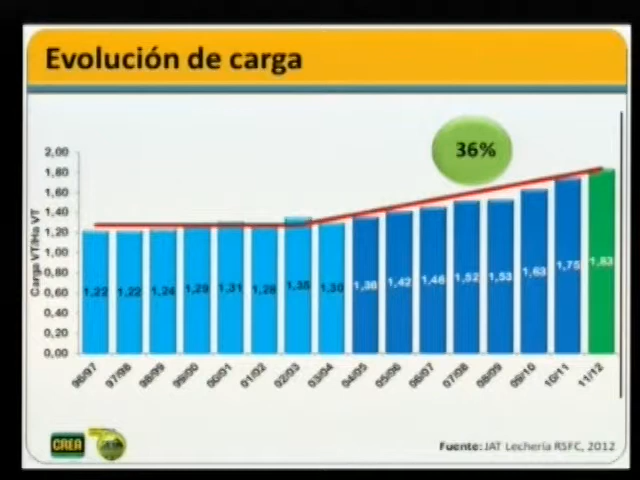 Evolución de carga
36%
2,00
1,80
1,60
1,40
1,20
1,00
0,80
0,60
0,40
0,20
0,00
Carga VT/Ha VT
1,22 1,22 1,24 1,29 1,31 1,28 1,35 1,30 1,36 1,42 1,46 1,52 1,53 1,63 1,75 1,83
96/97 97/98 98/99 99/00 00/01 01/02 02/03 03/04 04/05 05/06 06/07 07/08 08/09 09/10 10/11 11/12
CREA
Fuente: JAT Lechería RSFC, 2012